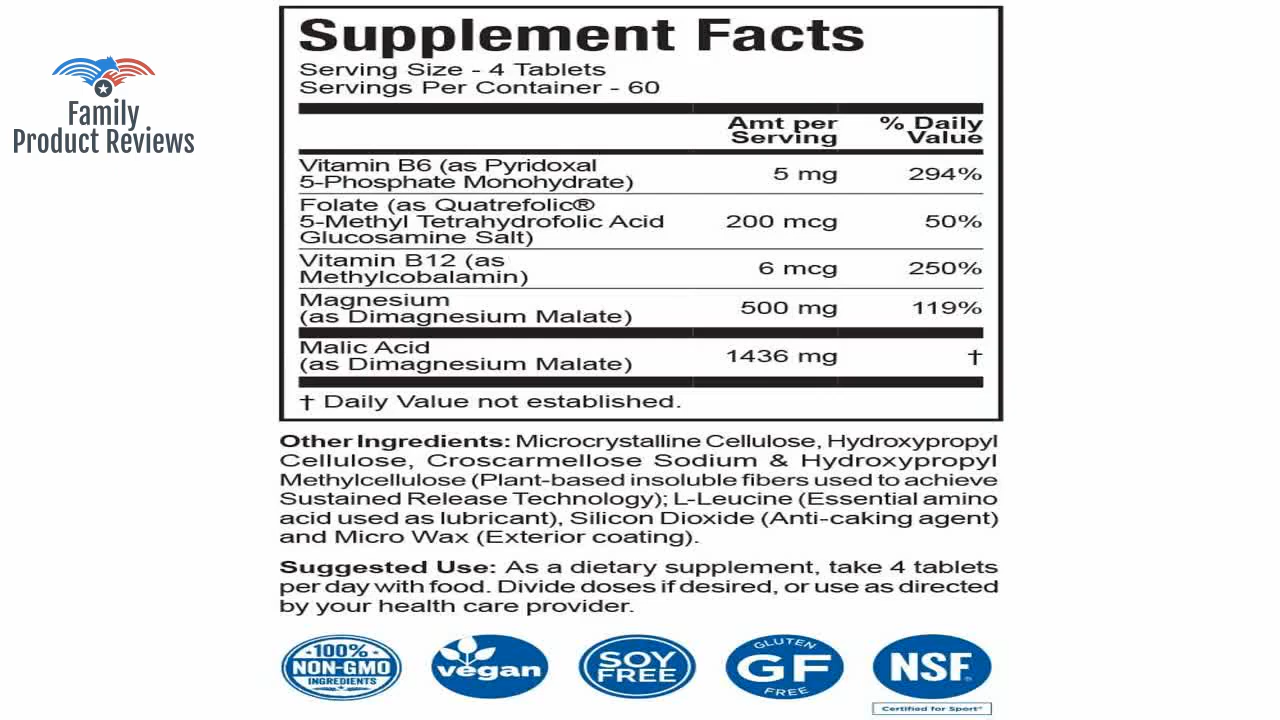 Family
Product Reviews
Supplement Facts
Serving Size - 4 Tablets
Servings Per Container - 60
Amt per Serving
% Daily Value
Vitamin B6 (as Pyridoxal
5-Phosphate Monohydrate) 5 mg 294%
Folate (as Quatrefolic®
5-Methyl Tetrahydrofolic Acid
Glucosamine Salt) 200 mcg 50%
Vitamin B12 (as
Methylcobalamin) 6 mcg 250%
Magnesium
(as Dimagnesium Malate) 500 mg 119%
Malic Acid
(as Dimagnesium Malate) 1436 mg †
† Daily Value not established.
Other Ingredients: Microcrystalline Cellulose, Hydroxypropyl
Cellulose, Croscarmellose Sodium & Hydroxypropyl
Methylcellulose (Plant-based insoluble fibers used to achieve
Sustained Release Technology); L-Leucine (Essential amino
acid used as lubricant), Silicon Dioxide (Anti-caking agent)
and Micro Wax (Exterior coating).
Suggested Use: As a dietary supplement, take 4 tablets
per day with food. Divide doses if desired, or use as directed
by your health care provider.
100%
NON-GMO
INGREDIENTS
vegan
SOY
FREE
GLUTEN
GF
FREE
NSF®
Certified for Sport®